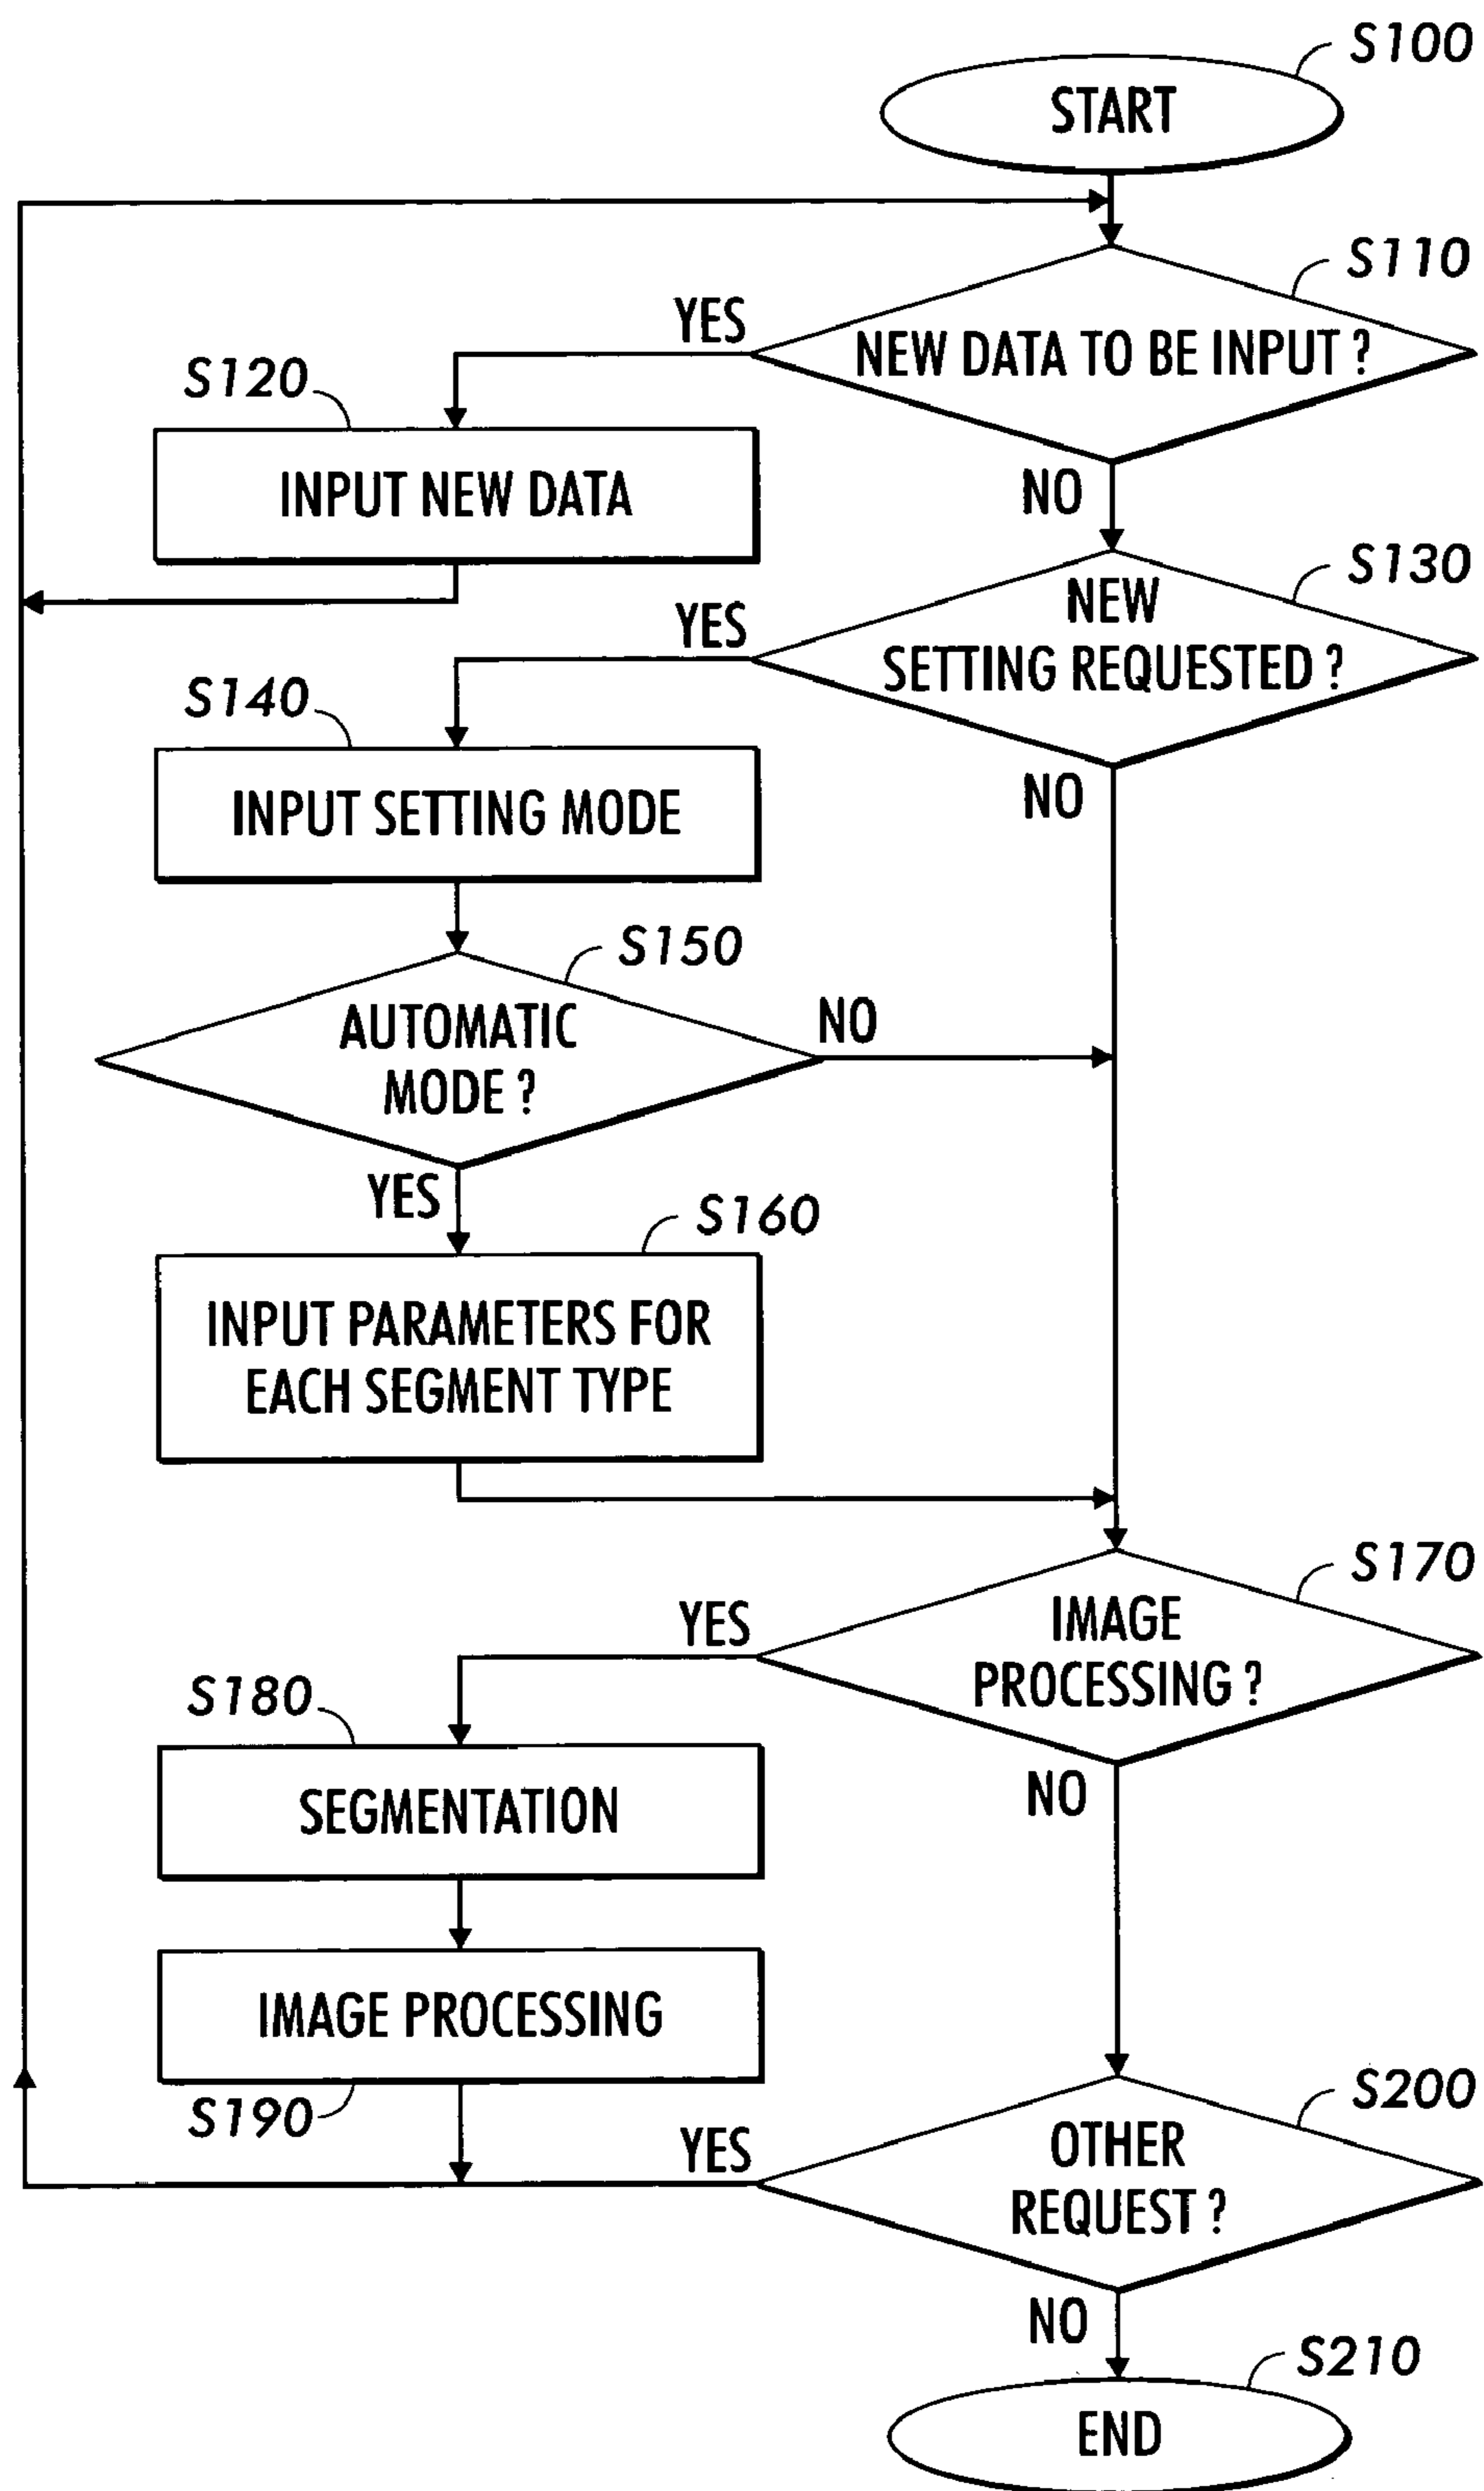 S100
START
S110
YES
NEW DATA TO BE INPUT ?
S120
INPUT NEW DATA
NO
S130
YES
NEW
SETTING REQUESTED ?
S140
INPUT SETTING MODE
NO
S150
AUTOMATIC
MODE ?
NO
YES
S160
INPUT PARAMETERS FOR
EACH SEGMENT TYPE
S170
YES
IMAGE
PROCESSING ?
S180
SEGMENTATION
NO
IMAGE PROCESSING
S190
S200
YES
OTHER
REQUEST ?
NO
S210
END